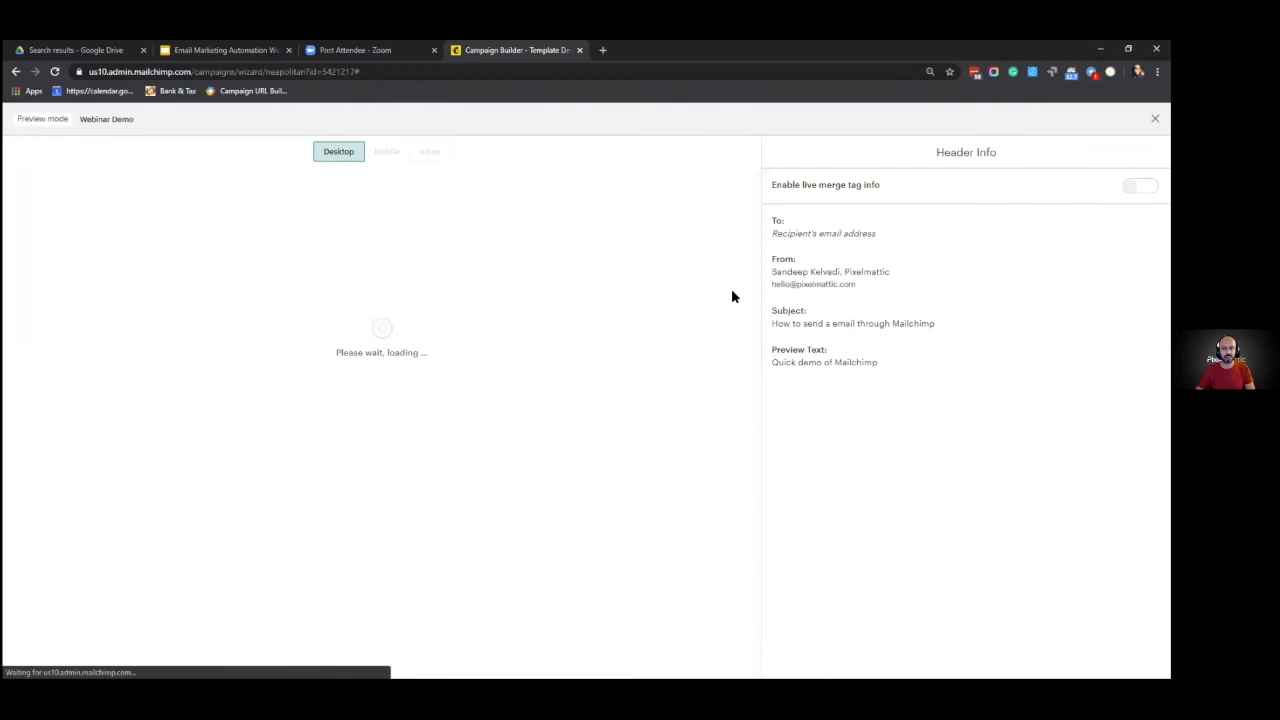 Search results - Google Drive
Email Marketing Automation We
Post Attendee - Zoom
Campaign Builder - Template De
us10.admin.mailchimp.com/campaigns/wizard/neapolitan?id=5421217#
Apps
https://calendar.go...
Bank & Tax
Campaign URL Buil...
Preview mode
Webinar Demo
Desktop
Mobile
Inbox
Header Info
Enable live merge tag info
To:
Recipient's email address
From:
Sandeep Kelvadi, Pixelmattic
hello@pixelmattic.com
Subject:
How to send a email through Mailchimp
Preview Text:
Quick demo of Mailchimp
Please wait, loading ...
Waiting for us10.admin.mailchimp.com...